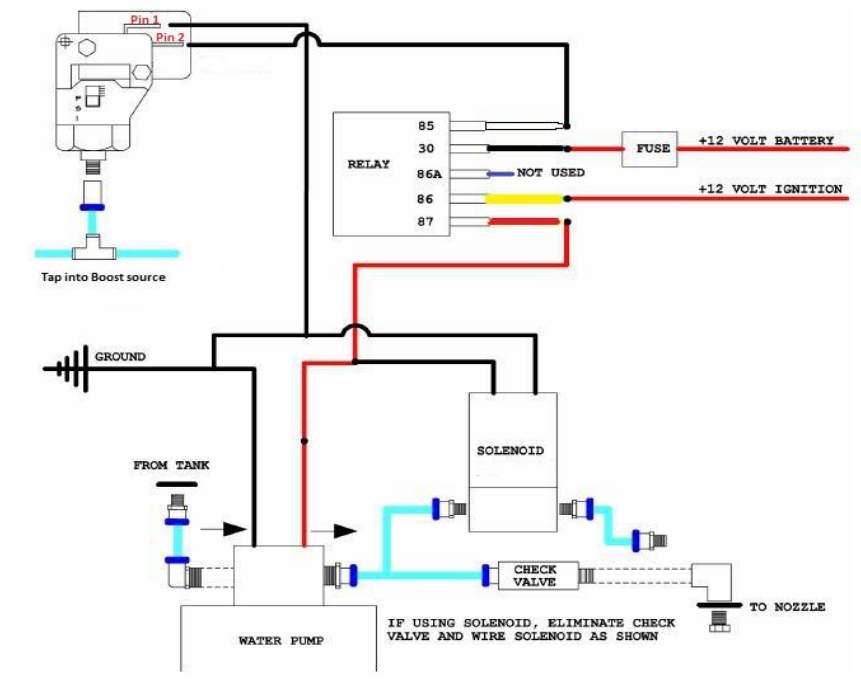 Pin 1
Pin 2
P S I
85
30
86A
86
87
RELAY
NOT USED
FUSE
+12 VOLT BATTERY
+12 VOLT IGNITION
Tap into Boost source
GROUND
SOLENOID
FROM TANK
CHECK
VALVE
TO NOZZLE
WATER PUMP
IF USING SOLENOID, ELIMINATE CHECK
VALVE AND WIRE SOLENOID AS SHOWN